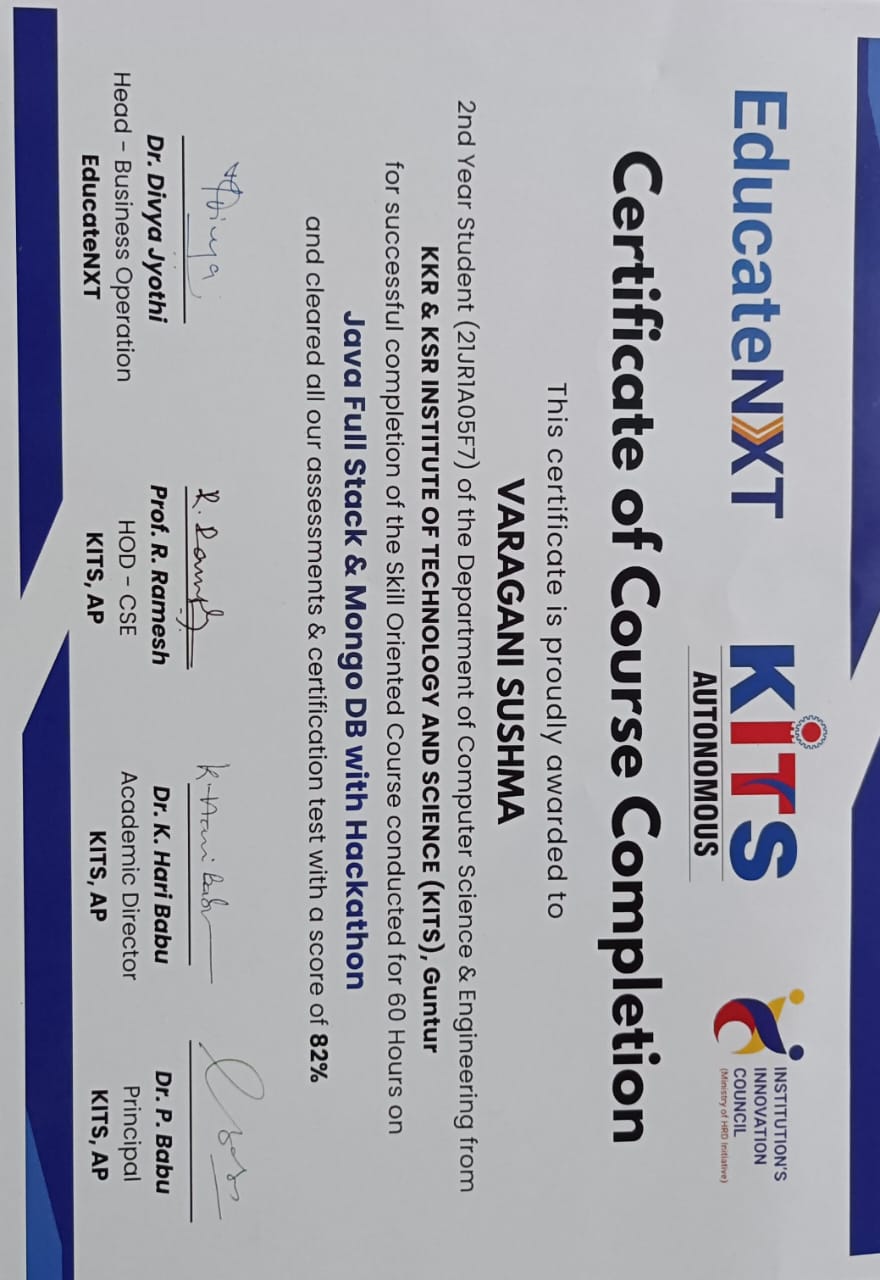 EducateNXT
KiTS
AUTONOMOUS
INSTITUTION'S
INNOVATION
COUNCIL
(Ministry of HRD Initiative)
Certificate of Course Completion
This certificate is proudly awarded to
VARAGANI SUSHMA
2nd Year Student (21JR1A05F7) of the Department of Computer Science & Engineering from
KKR & KSR INSTITUTE OF TECHNOLOGY AND SCIENCE (KITS), Guntur
for successful completion of the Skill Oriented Course conducted for 60 Hours on
Java Full Stack & Mongo DB with Hackathon
and cleared all our assessments & certification test with a score of 82%
Divya
Dr. Divya Jyothi
Head - Business Operation
EducateNXT
R. Ramesh
Prof. R. Ramesh
HOD - CSE
KITS, AP
K. Hari Babu
Dr. K. Hari Babu
Academic Director
KITS, AP
Dr. P. Babu
Principal
KITS, AP